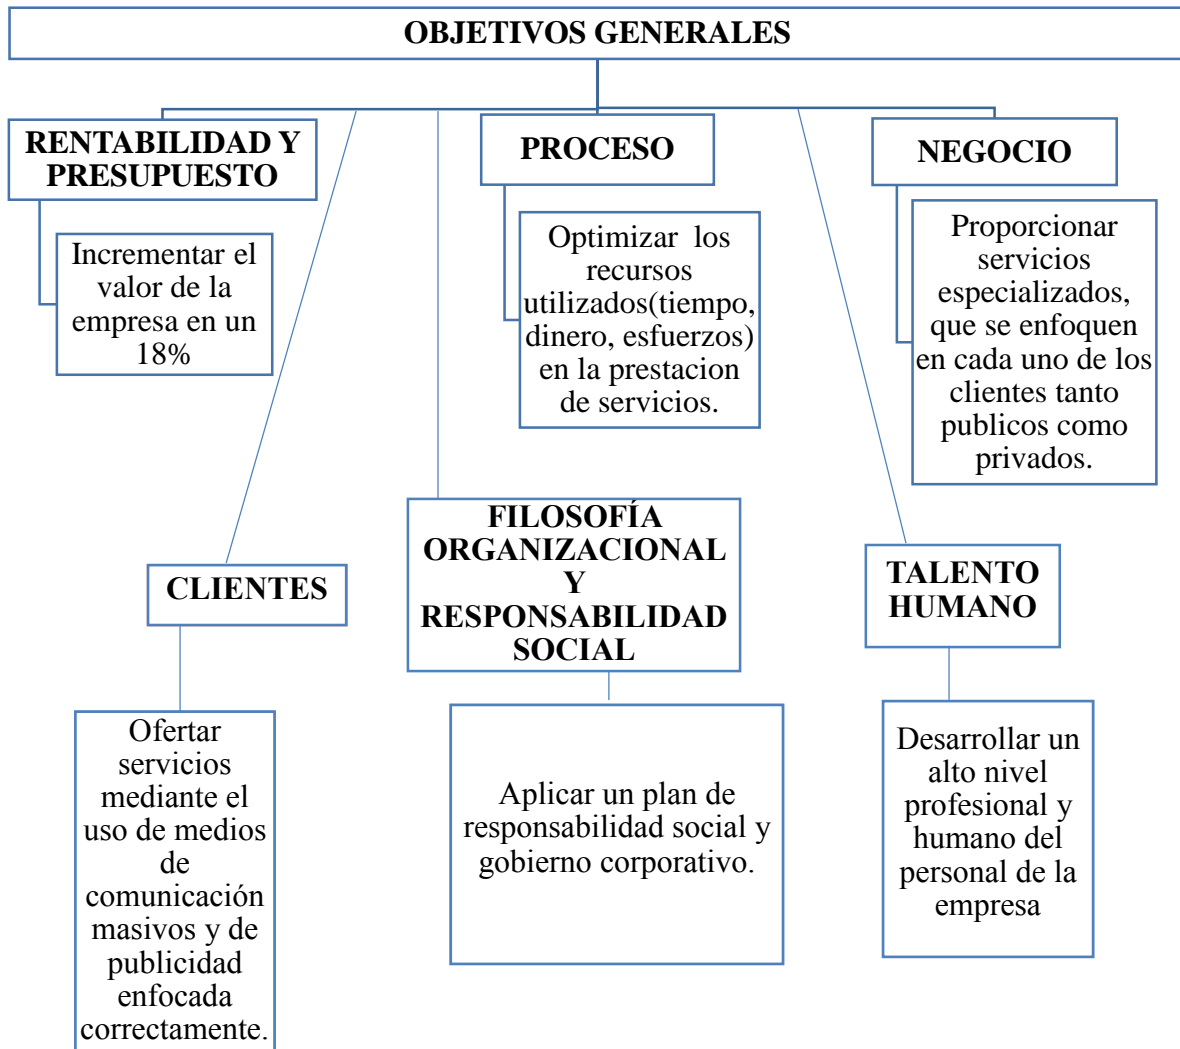 OBJETIVOS GENERALES
RENTABILIDAD Y
PRESUPUESTO
Incrementar el
valor de la
empresa en un
18%
PROCESO
Optimizar los
recursos
utilizados(tiempo,
dinero, esfuerzos)
en la prestacion
de servicios.
NEGOCIO
Proporcionar
servicios
especializados,
que se enfoquen
en cada uno de los
clientes tanto
publicos como
privados.
CLIENTES
Ofertar
servicios
mediante el
uso de medios
de
comunicación
masivos y de
publicidad
enfocada
correctamente.
FILOSOFÍA
ORGANIZACIONAL
Y
RESPONSABILIDAD
SOCIAL
Aplicar un plan de
responsabilidad social y
gobierno corporativo.
TALENTO
HUMANO
Desarrollar un
alto nivel
profesional y
humano del
personal de la
empresa